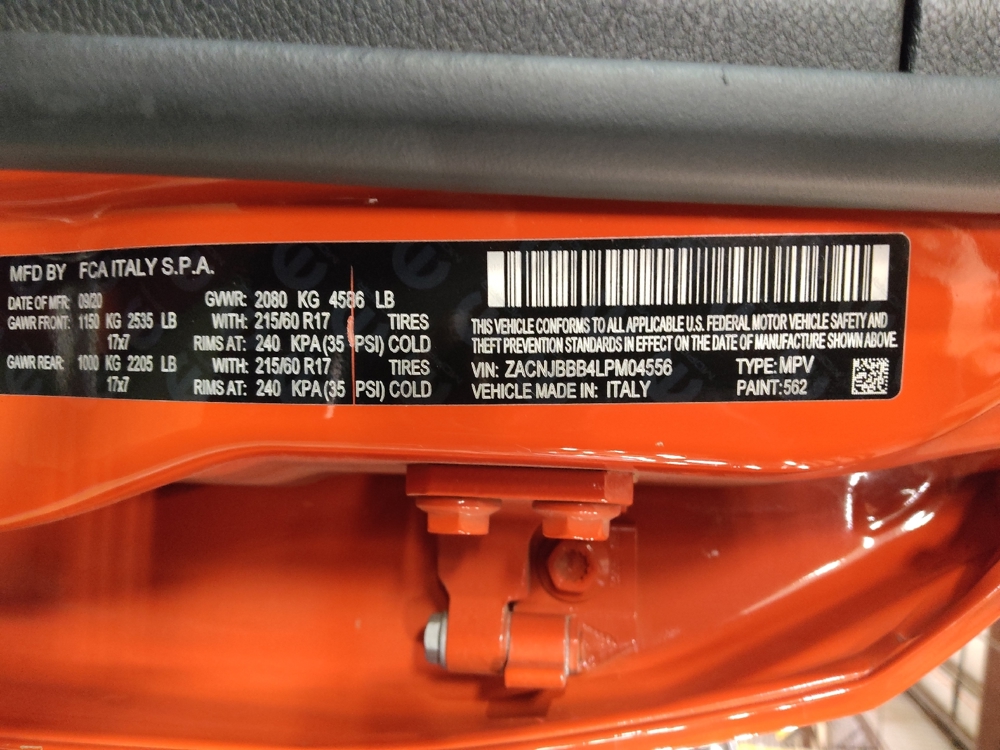 MFD BY FCA ITALY S.P.A.
DATE OF MFR: 09/20 GVWR: 2080 KG 4586 LB
GAWR FRONT: 1150 KG 2535 LB WITH: 215/60 R17 TIRES
17x7 RIMS AT: 240 KPA (35 PSI) COLD
GAWR REAR: 1000 KG 2205 LB WITH: 215/60 R17 TIRES
17x7 RIMS AT: 240 KPA (35 PSI) COLD
THIS VEHICLE CONFORMS TO ALL APPLICABLE U.S. FEDERAL MOTOR VEHICLE SAFETY AND
THEFT PREVENTION STANDARDS IN EFFECT ON THE DATE OF MANUFACTURE SHOWN ABOVE.
VIN: ZACNJBBB4LPM04556 TYPE: MPV
VEHICLE MADE IN: ITALY PAINT: 562